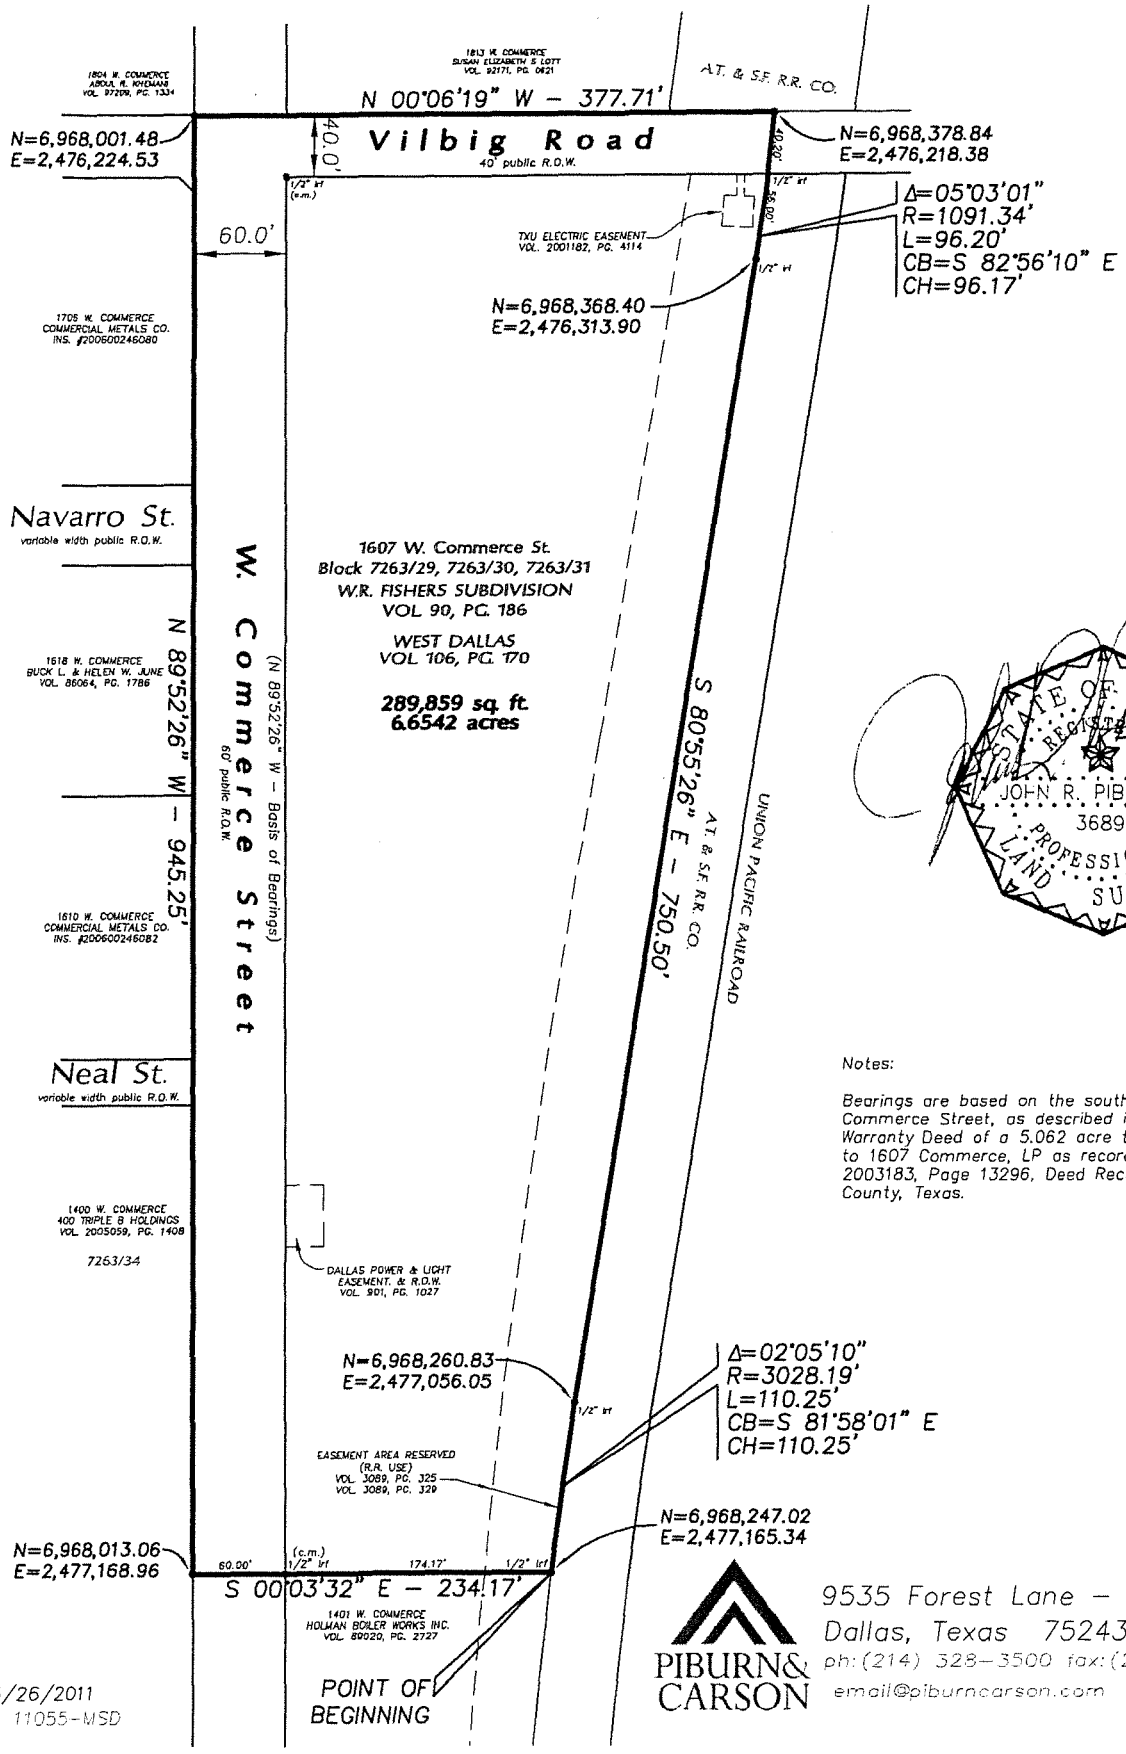 1804 W. COMMERCE
ABDUL R. KHEMANI
VOL. 97209, PC. 1334
1813 W. COMMERCE
SUSAN ELIZABETH S LOTT
VOL. 92171, PG. 0621
A.T. & S.F. R.R. CO.
N 00°06'19" W – 377.71'
N=6,968,001.48
E=2,476,224.53
40.0'
Vilbig Road
40' public R.O.W.
40.20'
N=6,968,378.84
E=2,476,218.38
1/2" irf
(c.m.)
1/2" irf
60.0'
TXU ELECTRIC EASEMENT
VOL. 2001182, PG. 4114
56.00'
Δ=05°03'01"
R=1091.34'
L=96.20'
CB=S 82°56'10" E
CH=96.17'
1/2" irf
N=6,968,368.40
E=2,476,313.90
1705 W. COMMERCE
COMMERCIAL METALS CO.
INS. #200600246080
Navarro St.
variable width public R.O.W.
1607 W. Commerce St.
Block 7263/29, 7263/30, 7263/31
W.R. FISHERS SUBDIVISION
VOL 90, PG. 186
WEST DALLAS
VOL 106, PG. 170
289,859 sq. ft.
6.6542 acres
1618 W. COMMERCE
BUCK L. & HELEN W. JUNE
VOL. 86064, PG. 1786
N 89°52'26" W – 945.25'
W. Commerce Street
60' public R.O.W.
(N 89°52'26" W – Basis of Bearings)
S 80°55'26" E – 750.50'
A.T. & S.F. R.R. CO.
UNION PACIFIC RAILROAD
STATE OF
REGISTE
JOHN R. PIB
3689
PROFESSI
LAND SU
1610 W. COMMERCE
COMMERCIAL METALS CO.
INS. #200600246082
Neal St.
variable width public R.O.W.
Notes:
Bearings are based on the south
Commerce Street, as described i
Warranty Deed of a 5.062 acre t
to 1607 Commerce, LP as recor
2003183, Page 13296, Deed Rec
County, Texas.
1400 W. COMMERCE
400 TRIPLE B HOLDINGS
VOL. 2005059, PG. 1408
7263/34
DALLAS POWER & LIGHT
EASEMENT. & R.O.W.
VOL. 901, PG. 1027
N=6,968,260.83
E=2,477,056.05
1/2" irf
Δ=02°05'10"
R=3028.19'
L=110.25'
CB=S 81°58'01" E
CH=110.25'
EASEMENT AREA RESERVED
(R.R. USE)
VOL. 3089, PG. 325
VOL. 3089, PG. 329
N=6,968,247.02
E=2,477,165.34
N=6,968,013.06
E=2,477,168.96
60.00'
(c.m.)
1/2" irf
174.17'
1/2" irf
S 00°03'32" E – 234.17'
1401 W. COMMERCE
HOLMAN BOILER WORKS INC.
VOL. 89020, PG. 2727
POINT OF
BEGINNING
PIBURN&
CARSON
9535 Forest Lane –
Dallas, Texas 75243
ph:(214) 328–3500 fax:(2
email@piburncarson.com
/26/2011
11055-MSD